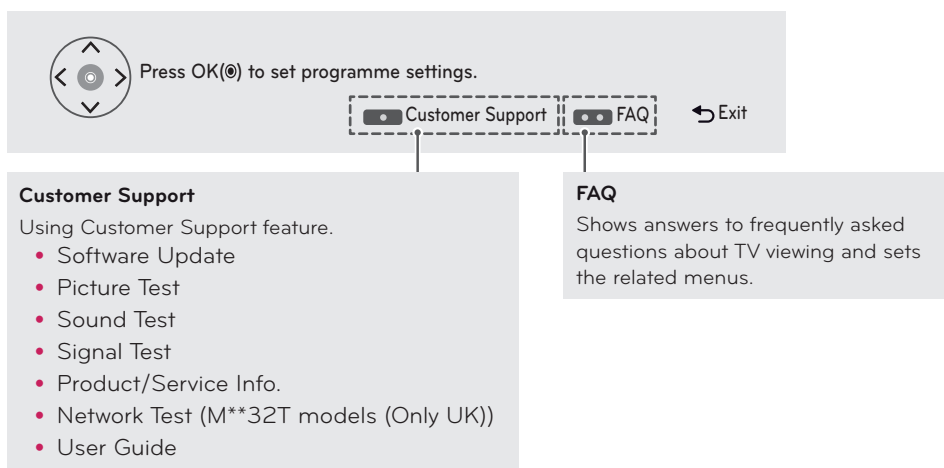 Press OK(◉) to set programme settings.
Customer Support FAQ Exit
Customer Support
Using Customer Support feature.
• Software Update
• Picture Test
• Sound Test
• Signal Test
• Product/Service Info.
• Network Test (M**32T models (Only UK))
• User Guide
FAQ
Shows answers to frequently asked
questions about TV viewing and sets
the related menus.